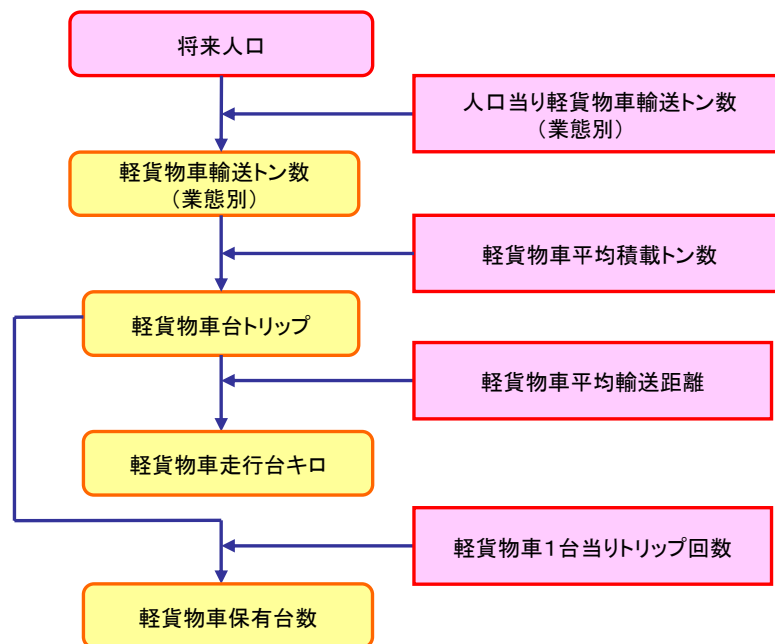 将来人口
人口当り軽貨物車輸送トン数
（業態別）
軽貨物車輸送トン数
（業態別）
軽貨物車平均積載トン数
軽貨物車台トリップ
軽貨物車平均輸送距離
軽貨物車走行台キロ
軽貨物車１台当りトリップ回数
軽貨物車保有台数